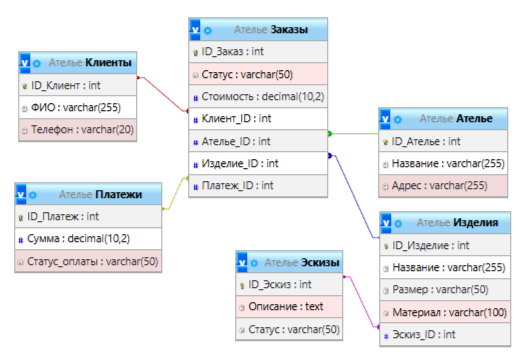 Ателье Клиенты
ID_Клиент : int
ФИО : varchar(255)
Телефон : varchar(20)
Ателье Заказы
ID_Заказ : int
Статус : varchar(50)
Стоимость : decimal(10,2)
Клиент_ID : int
Ателье_ID : int
Изделие_ID : int
Платеж_ID : int
Ателье Ателье
ID_Ателье : int
Название : varchar(255)
Адрес : varchar(255)
Ателье Платежи
ID_Платеж : int
Сумма : decimal(10,2)
Статус_оплаты : varchar(50)
Ателье Эскизы
ID_Эскиз : int
Описание : text
Статус : varchar(50)
Ателье Изделия
ID_Изделие : int
Название : varchar(255)
Размер : varchar(50)
Материал : varchar(100)
Эскиз_ID : int